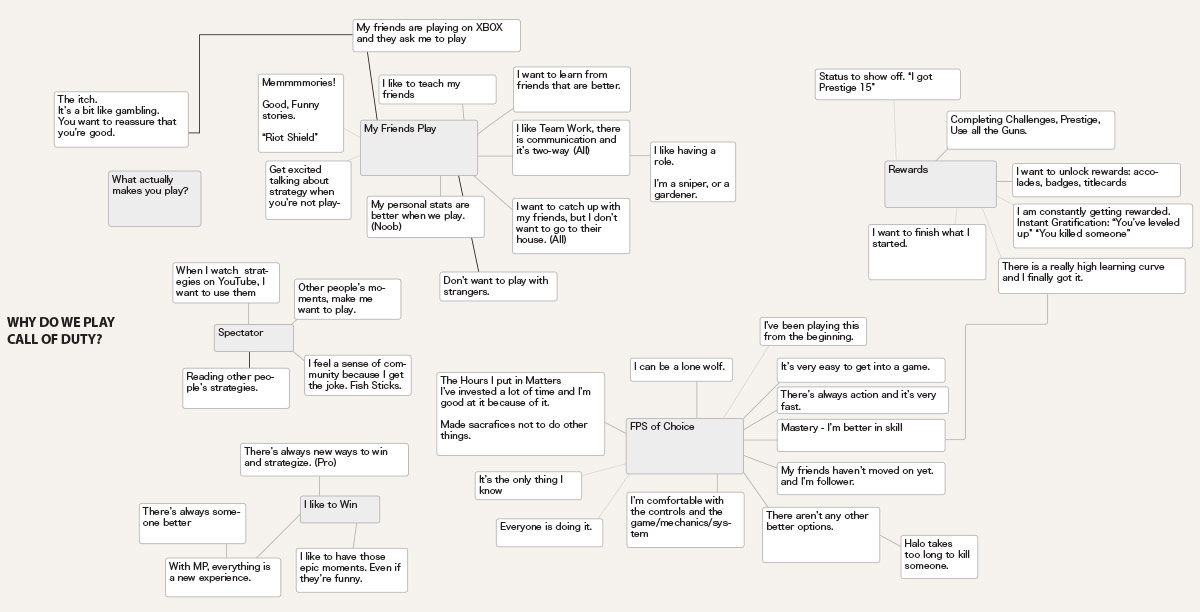 My friends are playing on XBOX
and they ask me to play
The itch.
It's a bit like gambling.
You want to reassure that
you're good.
What actually
makes you play?
Memmmmories!
Good, Funny
stories.
"Riot Shield"
I like to teach my
friends
I want to learn from
friends that are better.
My Friends Play
I like Team Work, there
is communication and
it's two-way (All)
I like having a
role.
I'm a sniper, or a
gardener.
Get excited
talking about
strategy when
you're not play-
My personal stats are
better when we play.
(Noob)
I want to catch up with
my friends, but I don't
want to go to their
house. (All)
Don't want to play with
strangers.
Status to show off. "I got
Prestige 15"
Completing Challenges, Prestige,
Use all the Guns.
Rewards
I want to unlock rewards: acco-
lades, badges, titlecards
I am constantly getting rewarded.
Instant Gratification: "You've leveled
up" "You killed someone"
I want to finish what I
started.
There is a really high learning curve
and I finally got it.
WHY DO WE PLAY
CALL OF DUTY?
When I watch strat-
egies on YouTube, I
want to use them
Other people's mo-
ments, make me
want to play.
Spectator
Reading other peo-
ple's strategies.
I feel a sense of com-
munity because I get
the joke. Fish Sticks.
I've been playing this
from the beginning.
I can be a lone wolf.
It's very easy to get into a game.
The Hours I put in Matters
I've invested a lot of time and I'm
good at it because of it.
Made sacrafices not to do other
things.
There's always action and it's very
fast.
FPS of Choice
Mastery - I'm better in skill
It's the only thing I
know
My friends haven't moved on yet.
and I'm follower.
Everyone is doing it.
I'm comfortable with
the controls and the
game/mechanics/sys-
tem
There aren't any other
better options.
Halo takes
too long to kill
someone.
There's always new ways to win
and strategize. (Pro)
I like to Win
There's always some-
one better
With MP, everything is
a new experience.
I like to have those
epic moments. Even if
they're funny.